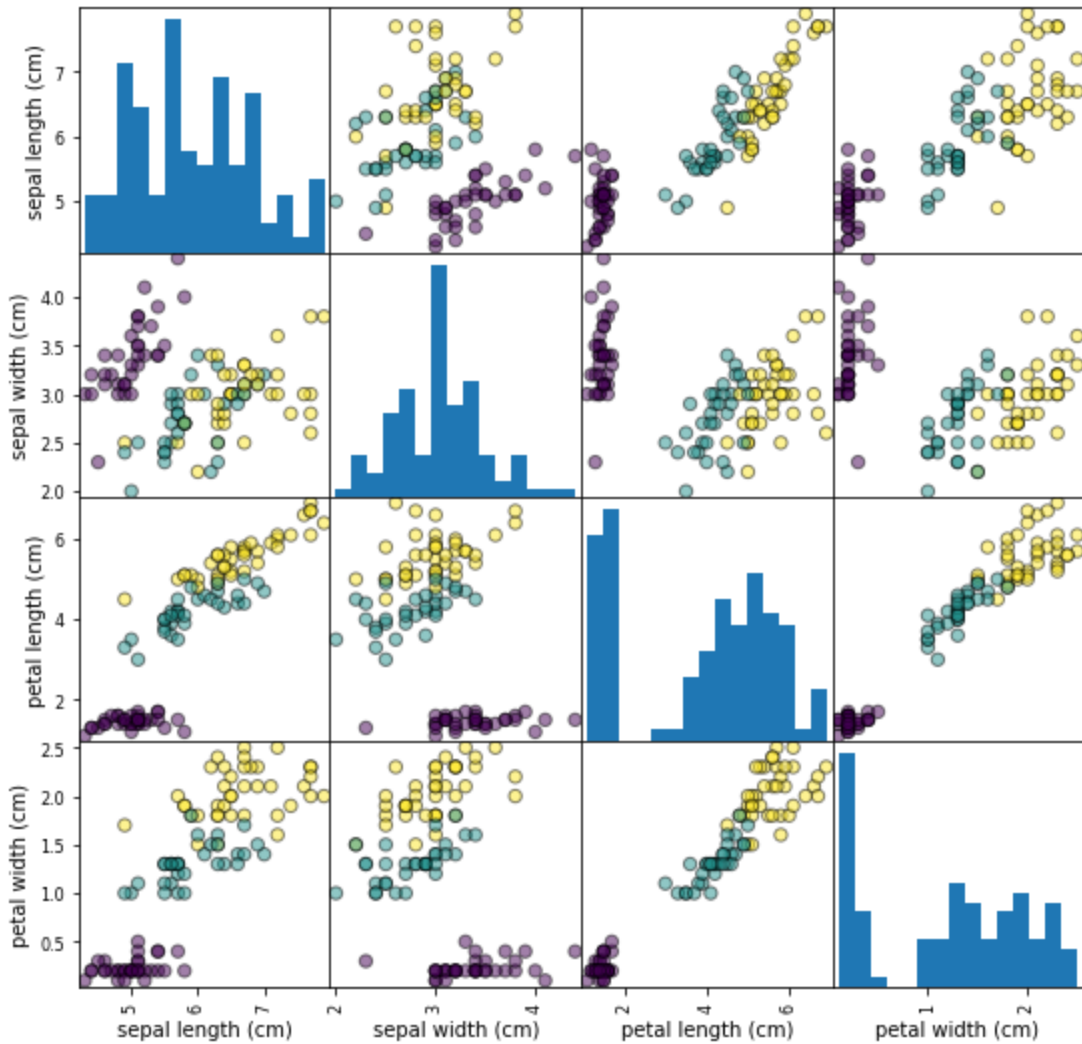 sepal length (cm)
7
6
5
sepal width (cm)
4.0
3.5
3.0
2.5
2.0
petal length (cm)
6
4
2
petal width (cm)
2.5
2.0
1.5
1.0
0.5
5 6 7 2 3 4 2 4 6 1 2
sepal length (cm) sepal width (cm) petal length (cm) petal width (cm)